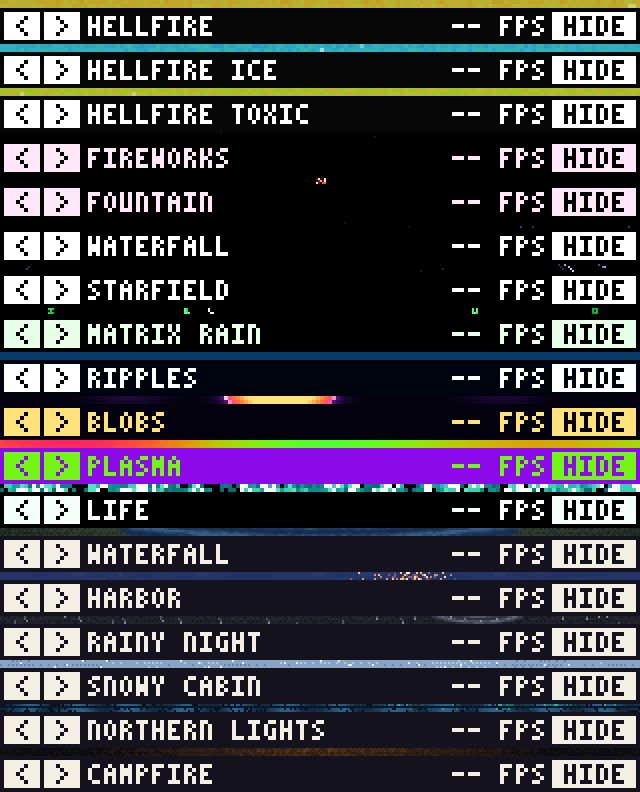 < > HELLFIRE -- FPS HIDE
< > HELLFIRE ICE -- FPS HIDE
< > HELLFIRE TOXIC -- FPS HIDE
< > FIREWORKS -- FPS HIDE
< > FOUNTAIN -- FPS HIDE
< > WATERFALL -- FPS HIDE
< > STARFIELD -- FPS HIDE
< > MATRIX RAIN -- FPS HIDE
< > RIPPLES -- FPS HIDE
< > BLOBS -- FPS HIDE
< > PLASMA -- FPS HIDE
< > LIFE -- FPS HIDE
< > WATERFALL -- FPS HIDE
< > HARBOR -- FPS HIDE
< > RAINY NIGHT -- FPS HIDE
< > SNOWY CABIN -- FPS HIDE
< > NORTHERN LIGHTS -- FPS HIDE
< > CAMPFIRE -- FPS HIDE